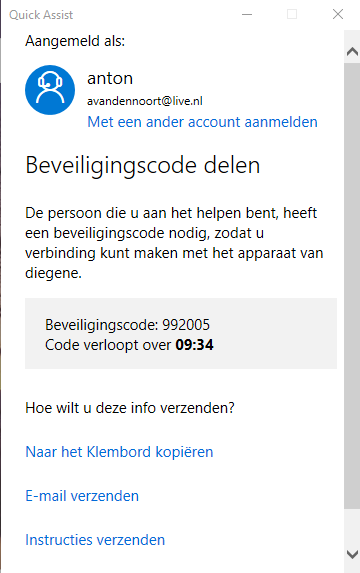 Quick Assist
Aangemeld als:
anton
avandennoort@live.nl
Met een ander account aanmelden
Beveiligingscode delen
De persoon die u aan het helpen bent, heeft
een beveiligingscode nodig, zodat u
verbinding kunt maken met het apparaat van
diegene.
Beveiligingscode: 992005
Code verloopt over 09:34
Hoe wilt u deze info verzenden?
Naar het Klembord kopiëren
E-mail verzenden
Instructies verzenden